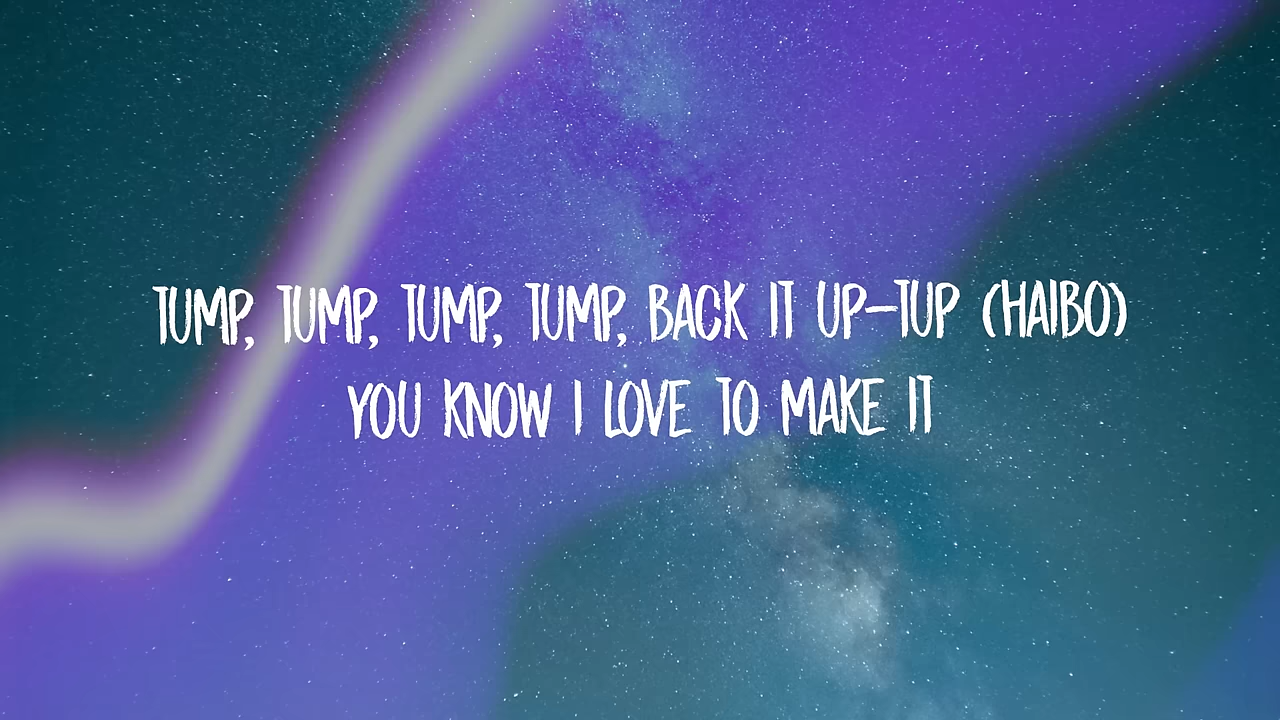 TUMP, TUMP, TUMP, TUMP, BACK IT UP-TUP (HAIBO)
YOU KNOW I LOVE TO MAKE IT